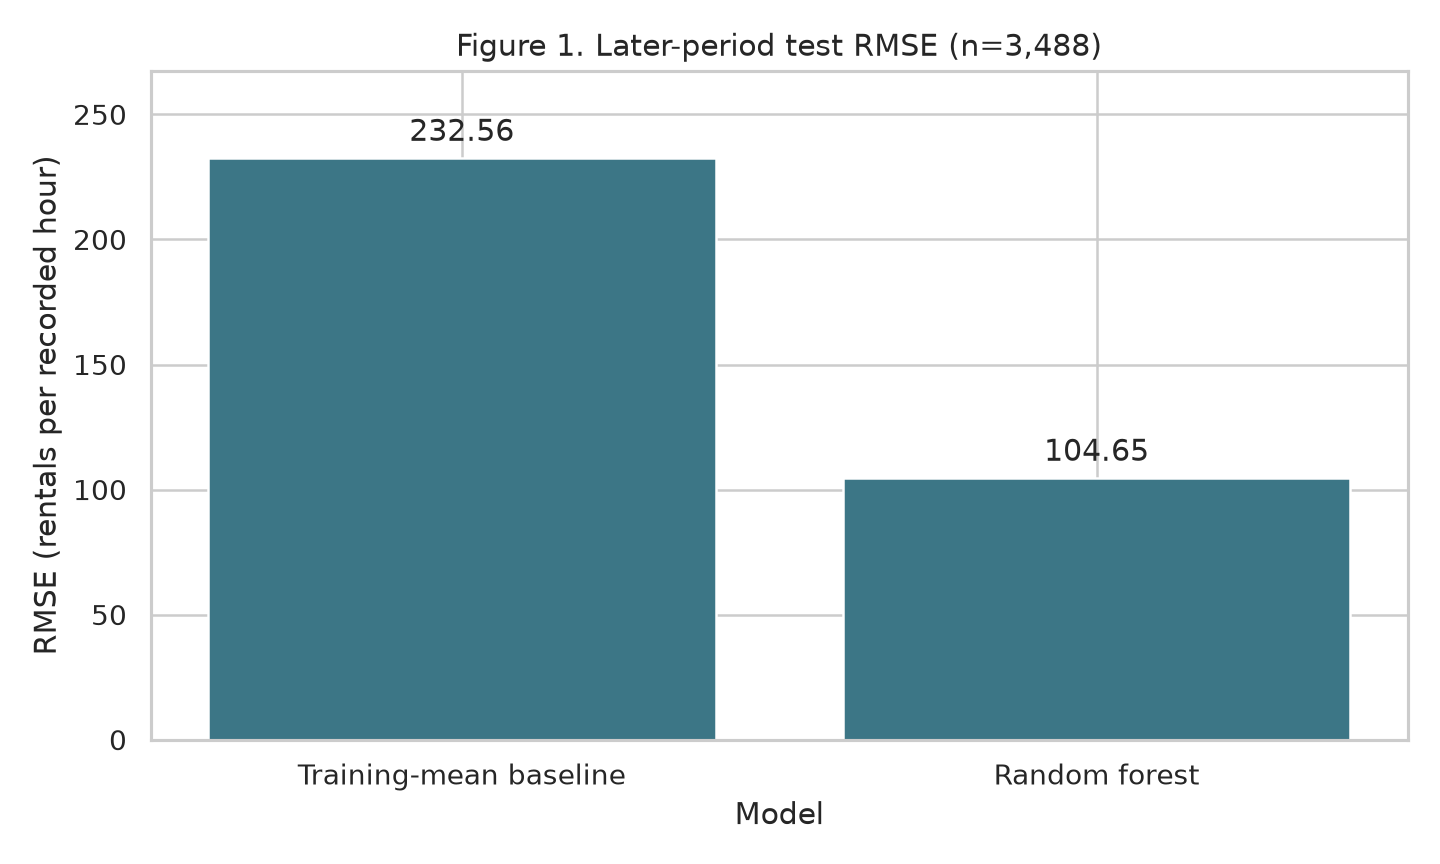 Figure 1. Later-period test RMSE (n=3,488)
RMSE (rentals per recorded hour)
250
200
150
100
50
0
232.56
104.65
Training-mean baseline
Random forest
Model